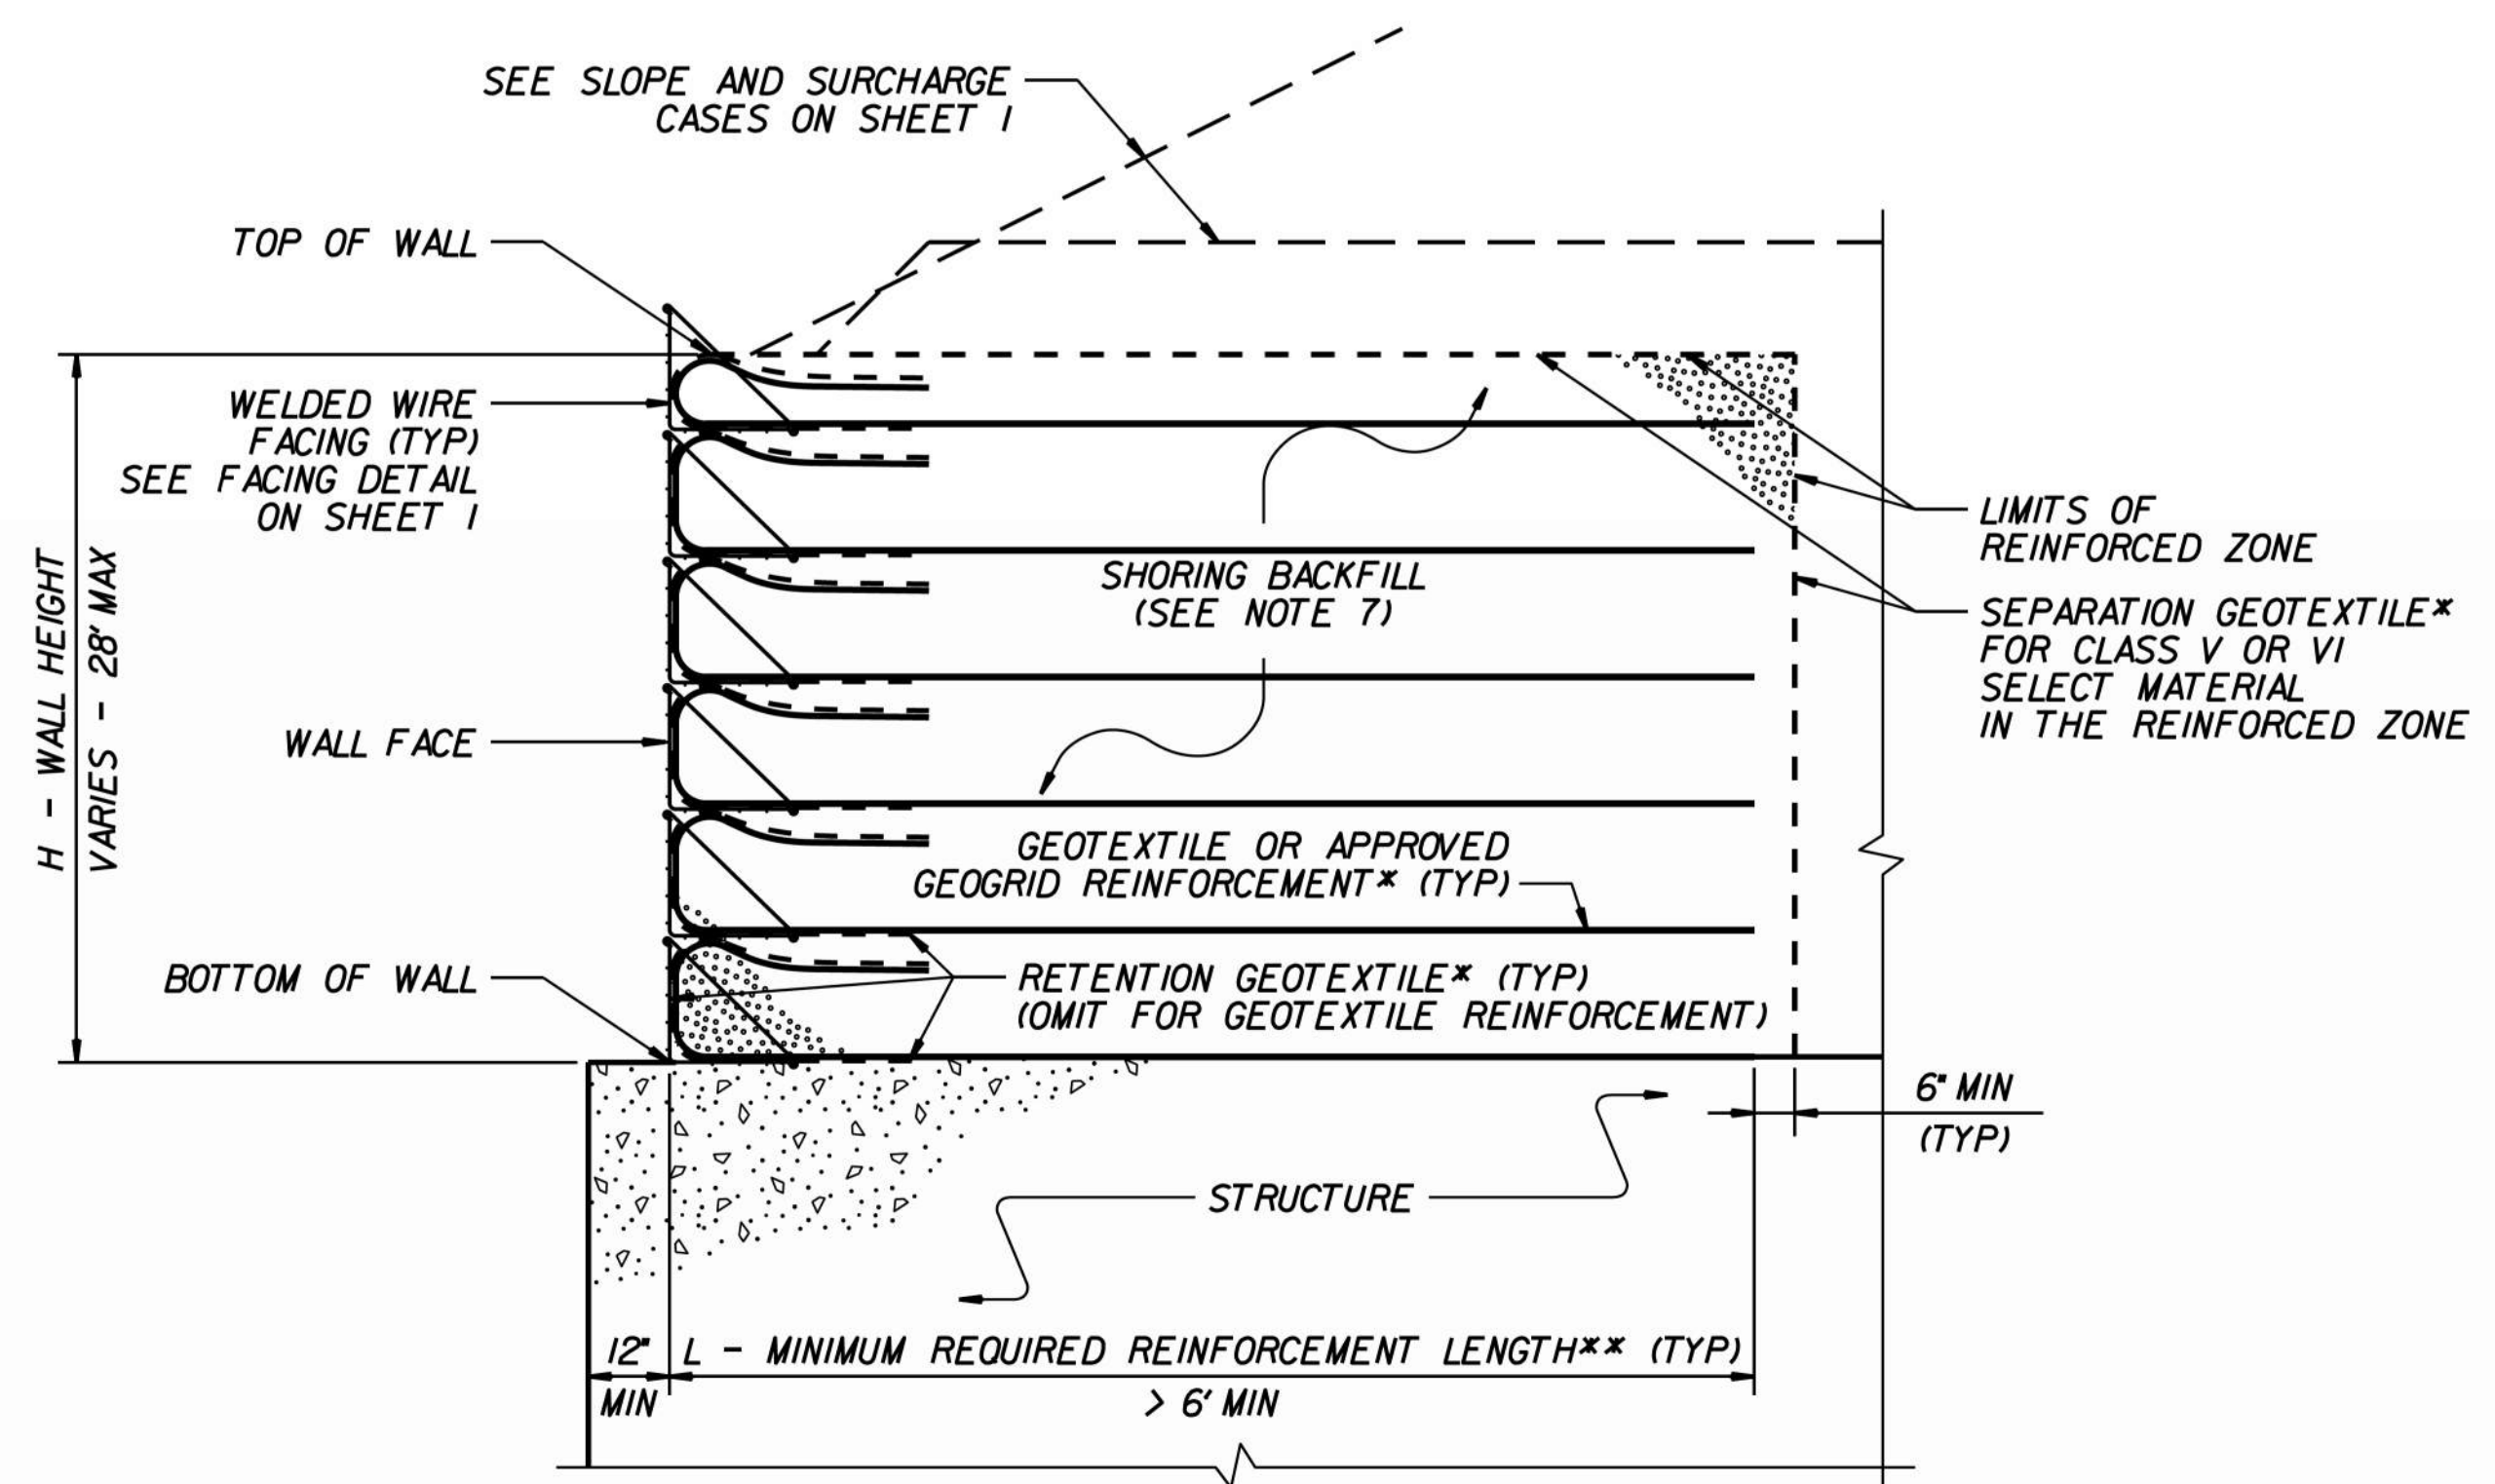 SEE SLOPE AND SURCHARGE
CASES ON SHEET 1
TOP OF WALL
WELDED WIRE
FACING (TYP)
SEE FACING DETAIL
ON SHEET 1
H - WALL HEIGHT
VARIES - 28' MAX
WALL FACE
BOTTOM OF WALL
SHORING BACKFILL
(SEE NOTE 7)
GEOTEXTILE OR APPROVED
GEOGRID REINFORCEMENT* (TYP)
RETENTION GEOTEXTILE* (TYP)
(OMIT FOR GEOTEXTILE REINFORCEMENT)
LIMITS OF
REINFORCED ZONE
SEPARATION GEOTEXTILE*
FOR CLASS V OR VI
SELECT MATERIAL
IN THE REINFORCED ZONE
6" MIN
(TYP)
STRUCTURE
12"
MIN
L - MINIMUM REQUIRED REINFORCEMENT LENGTH** (TYP)
> 6' MIN